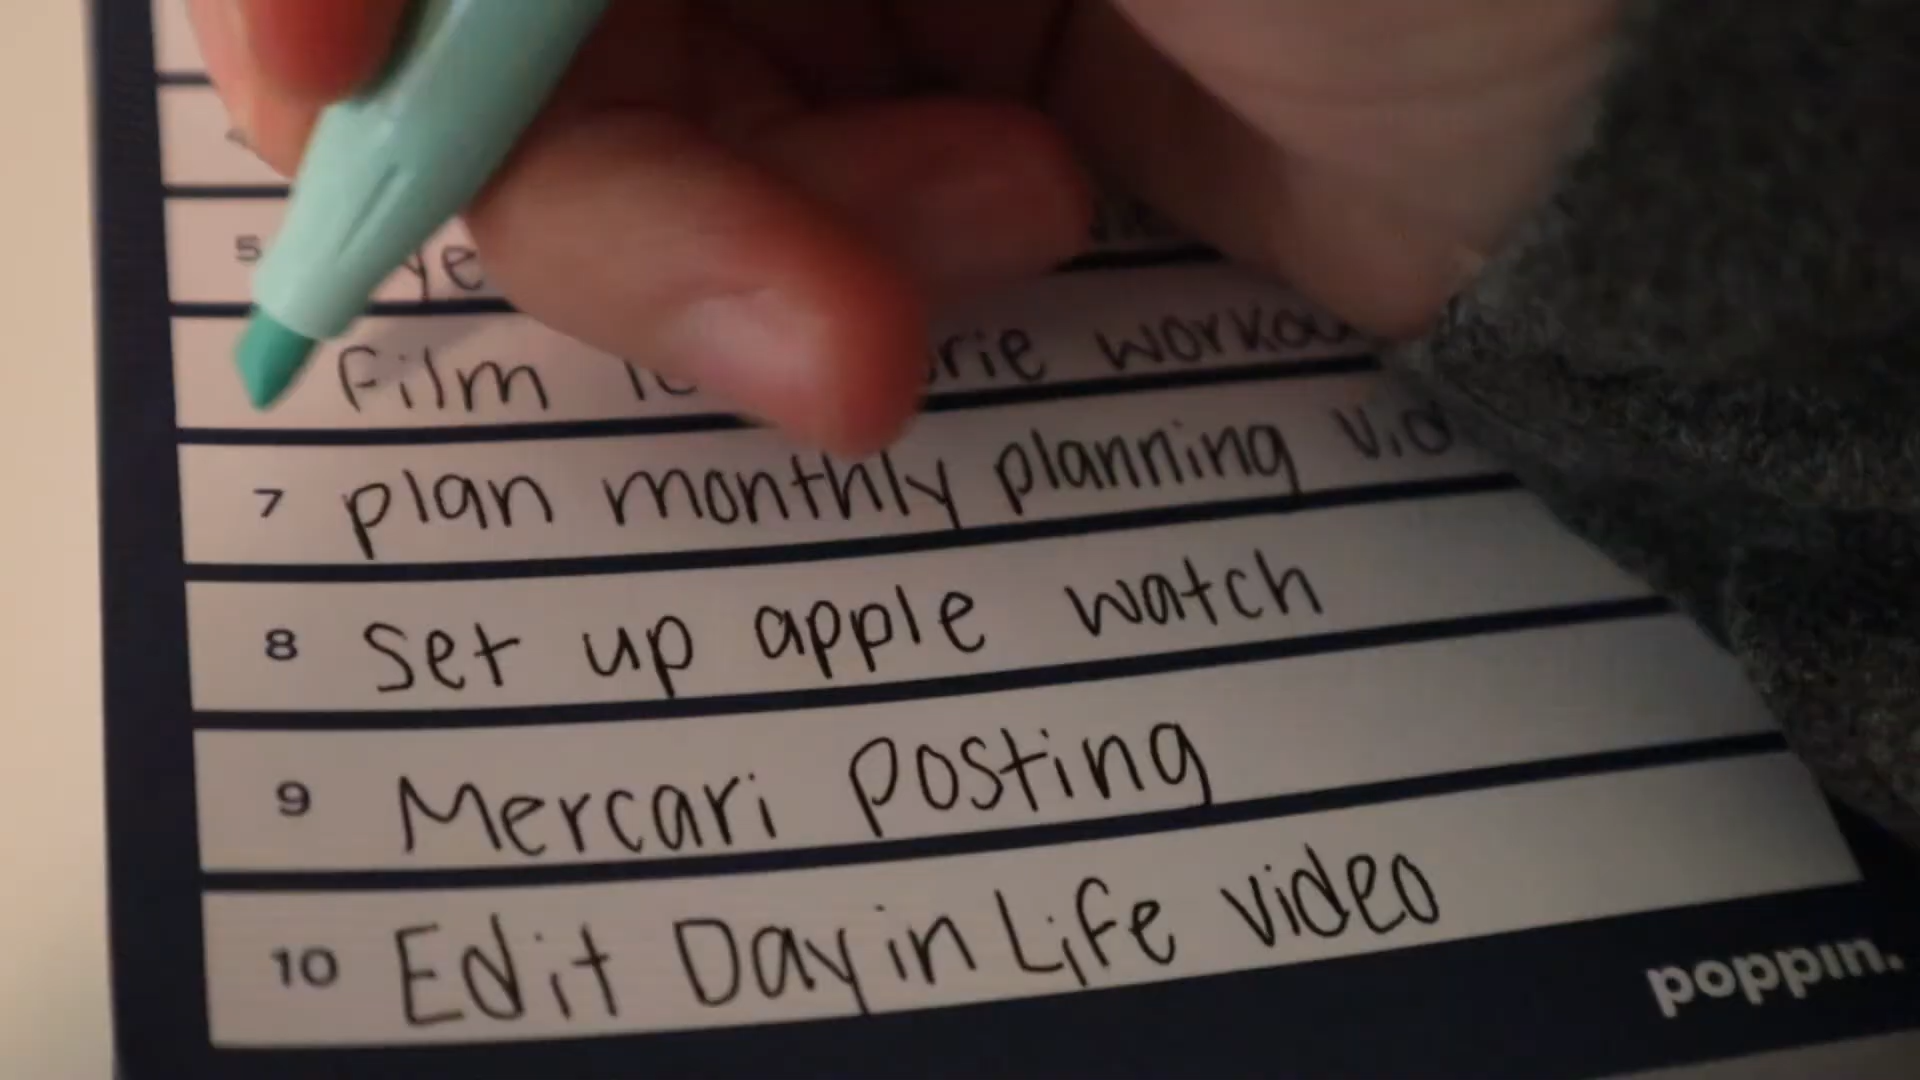 5 ye
Film
7 plan monthly planning
8 Set up apple watch
9 Mercari Posting
10 Edit Day in Life video
poppin.